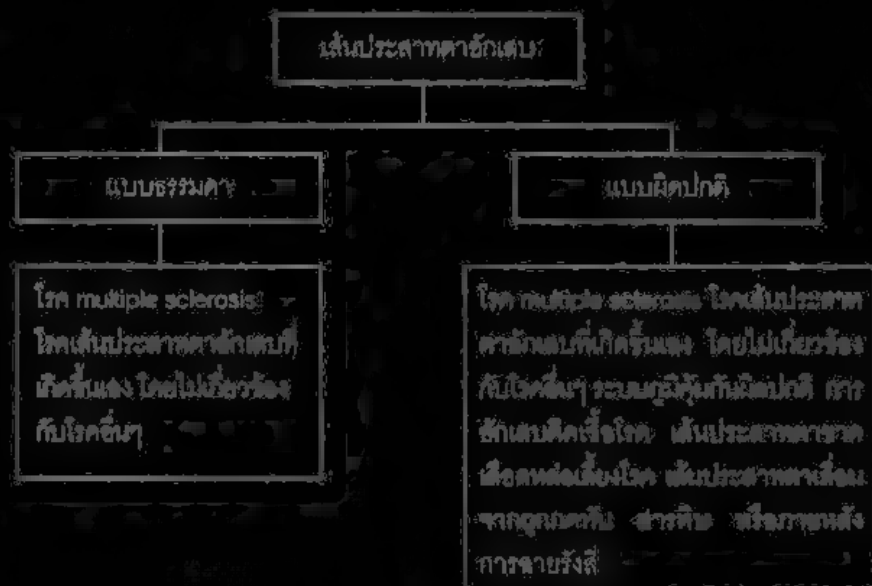 เส้นประสาทตาอักเสบ
แบบธรรมดา
แบบผิดปกติ
โรค multiple sclerosis
โรคเส้นประสาทตาอักเสบที่
เกิดขึ้นเอง โดยไม่เกี่ยวข้อง
กับโรคอื่นๆ
โรค multiple sclerosis โรคเส้นประสาท
ตาอักเสบที่เกิดขึ้นเอง โดยไม่เกี่ยวข้อง
กับโรคอื่นๆ ระบบภูมิคุ้มกันผิดปกติ การ
อักเสบติดเชื้อโรค เส้นประสาทตาขาด
เลือดหล่อเลี้ยง เส้นประสาทตาเสื่อม
จากถูกกดทับ สารพิษ หรือภายหลัง
การฉายรังสี